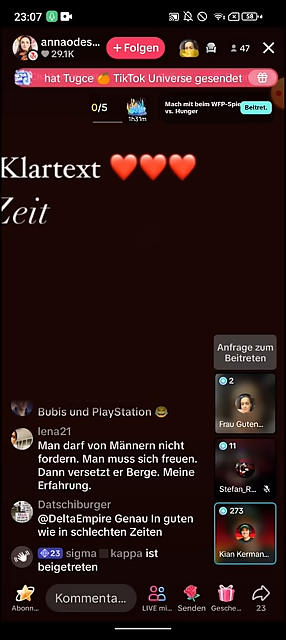 23:07
58
annaodes...
29.1K
+ Folgen
47
hat Tugce 🍊 TikTok Universe gesendet
0/5
1h31m
Mach mit beim WFP-Spie
vs. Hunger
Beitret.
Klartext ❤️❤️❤️
Zeit
Anfrage zum
Beitreten
2
Frau Guten...
11
Stefan_R...
273
Kian Kerman...
Bubis und PlayStation 😂
lena21
Man darf von Männern nicht
fordern. Man muss sich freuen.
Dann versetzt er Berge. Meine
Erfahrung.
Datschiburger
@DeltaEmpire Genau In guten
wie in schlechten Zeiten
23 sigma kappa ist
beigetreten
Abonn...
Kommenta...
LIVE mi...
Senden
Gesche...
23